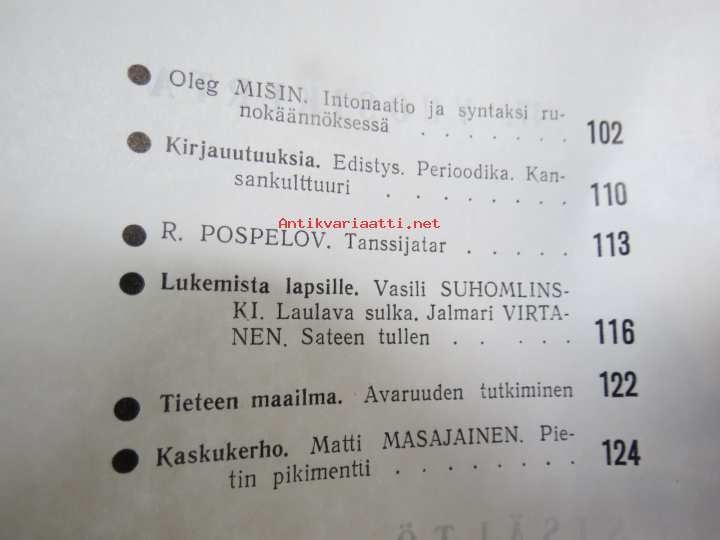 Oleg MIŠIN. Intonaatio ja syntaksi ru-
nokäännöksessä . . . . . . . 102
Kirjauutuuksia. Edistys. Perioodika. Kan-
sankulttuuri . . . . . . . . 110
Antikvariaatti.net
R. POSPELOV. Tanssijatar . . . . . 113
Lukemista lapsille. Vasili SUHOMLINS-
KI. Laulava sulka. Jalmari VIRTA-
NEN. Sateen tullen . . . . . 116
Tieteen maailma. Avaruuden tutkiminen 122
Kaskukerho. Matti MASAJAINEN. Pie-
tin pikimentti . . . . . . . . 124